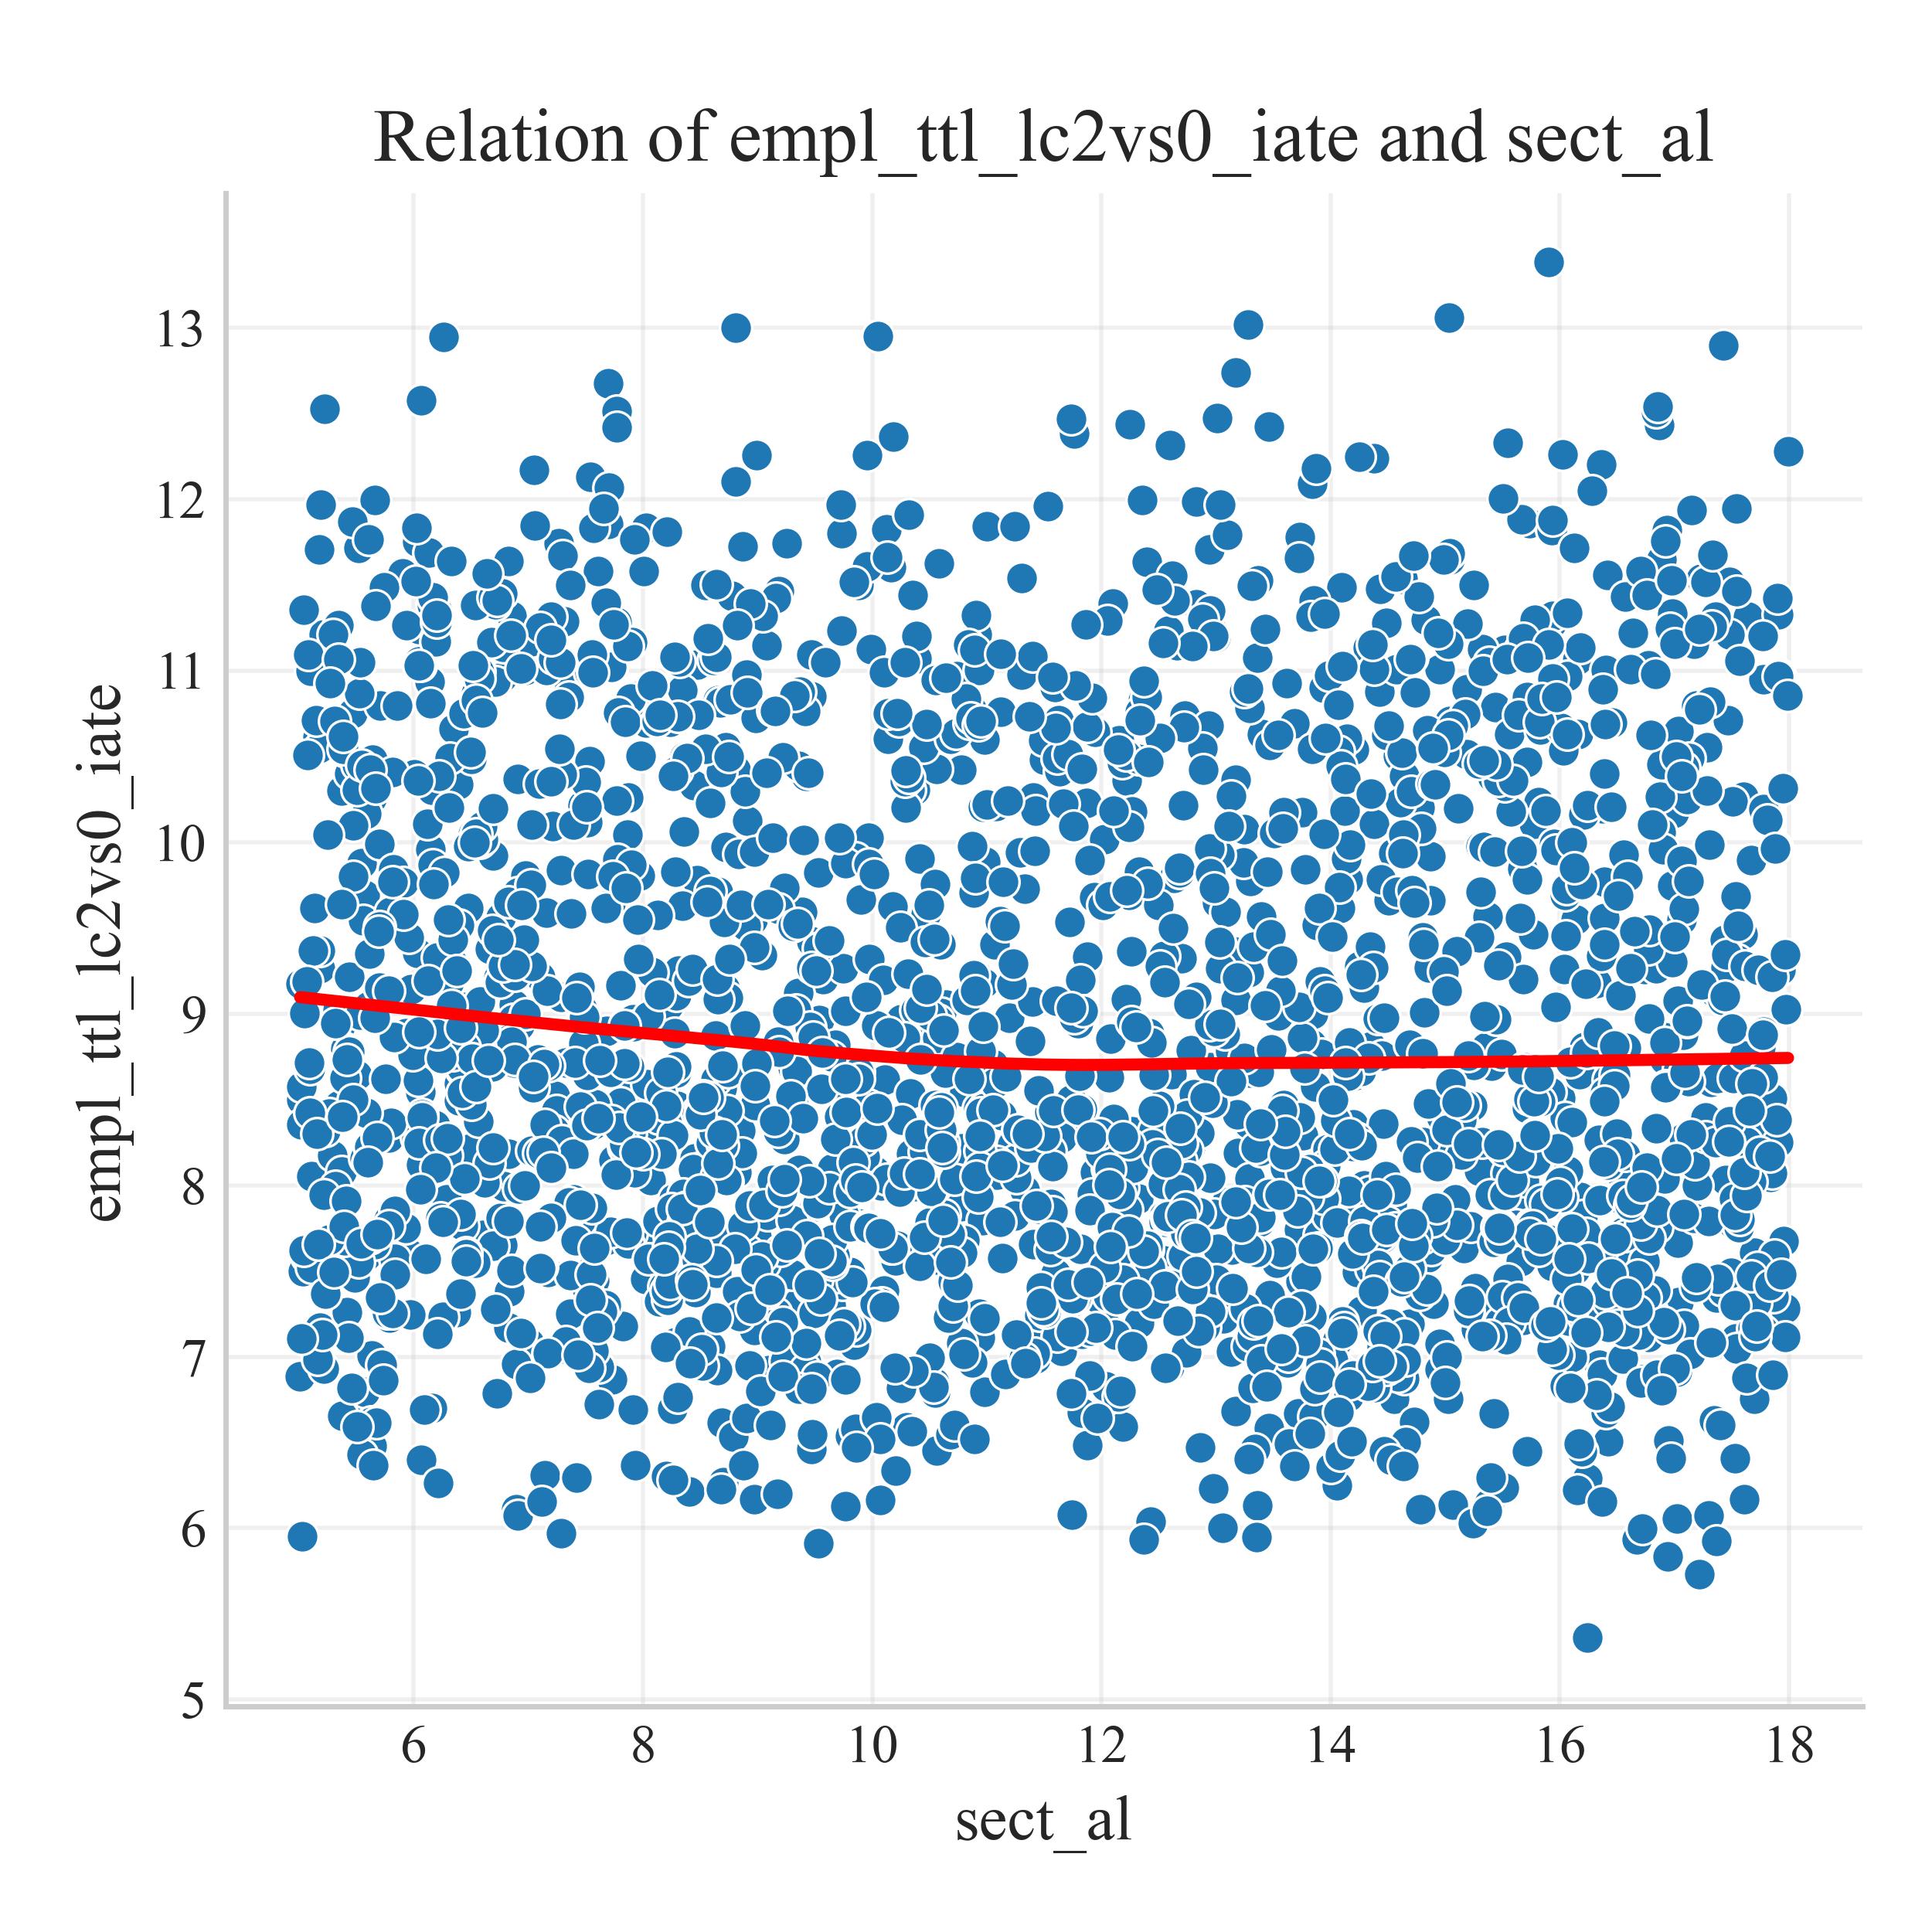 Relation of empl_ttl_lc2vs0_iate and sect_al
empl_ttl_lc2vs0_iate
13
12
11
10
9
8
7
6
5
6 8 10 12 14 16 18
sect_al